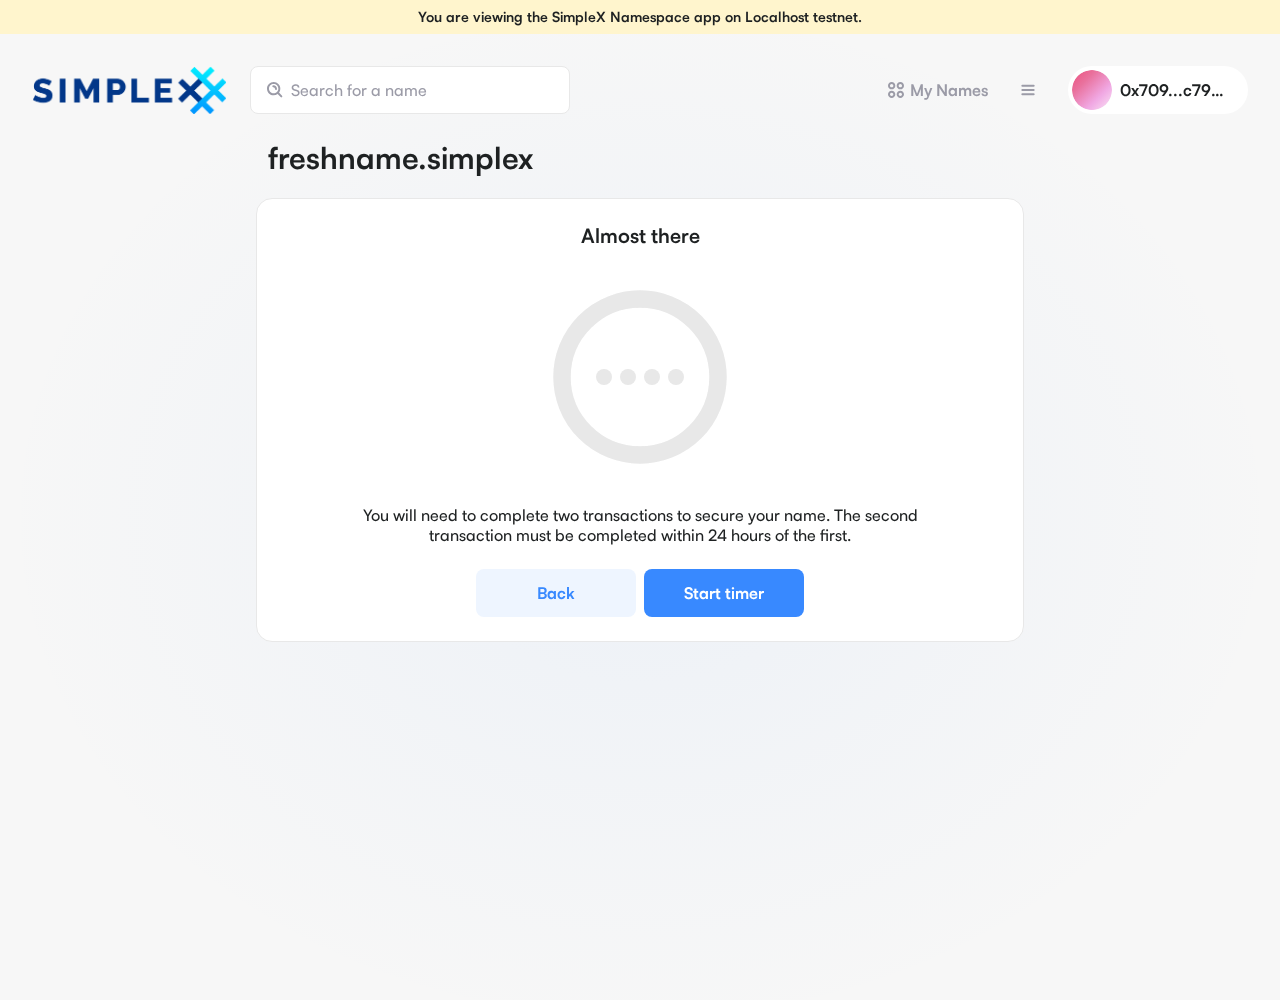 You are viewing the SimpleX Namespace app on Localhost testnet.
SIMPLEX
Search for a name
My Names
0x709...c79...
freshname.simplex
Almost there
You will need to complete two transactions to secure your name. The second
transaction must be completed within 24 hours of the first.
Back
Start timer